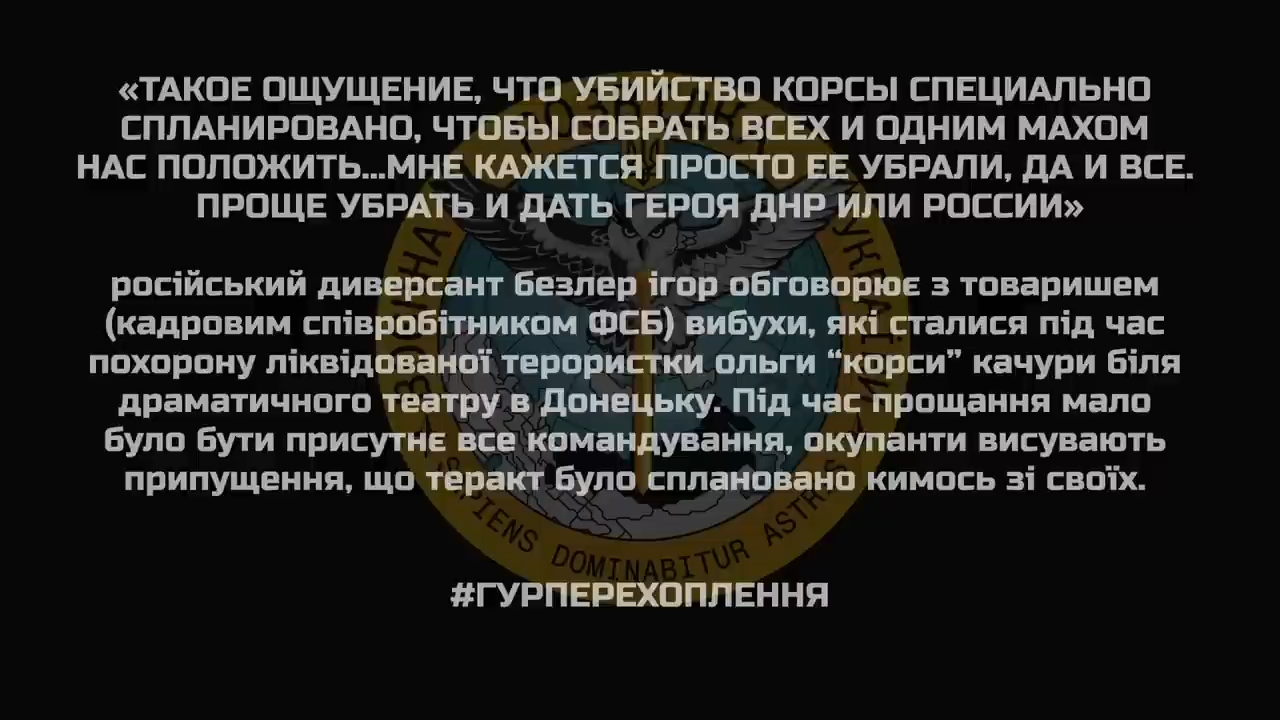 «ТАКОЕ ОЩУЩЕНИЕ, ЧТО УБИЙСТВО КОРСЫ СПЕЦИАЛЬНО
СПЛАНИРОВАНО, ЧТОБЫ СОБРАТЬ ВСЕХ И ОДНИМ МАХОМ
НАС ПОЛОЖИТЬ...МНЕ КАЖЕТСЯ ПРОСТО ЕЕ УБРАЛИ, ДА И ВСЕ.
ПРОЩЕ УБРАТЬ И ДАТЬ ГЕРОЯ ДНР ИЛИ РОССИИ»
російський диверсант безлер ігор обговорює з товаришем
(кадровим співробітником ФСБ) вибухи, які сталися під час
похорону ліквідованої терористки ольги “корси” качури біля
драматичного театру в Донецьку. Під час прощання мало
було бути присутнє все командування, окупанти висувають
припущення, що теракт було сплановано кимось зі своїх.
SAPIENS DOMINABITUR ASTRIS
#ГУРПЕРЕХОПЛЕННЯ